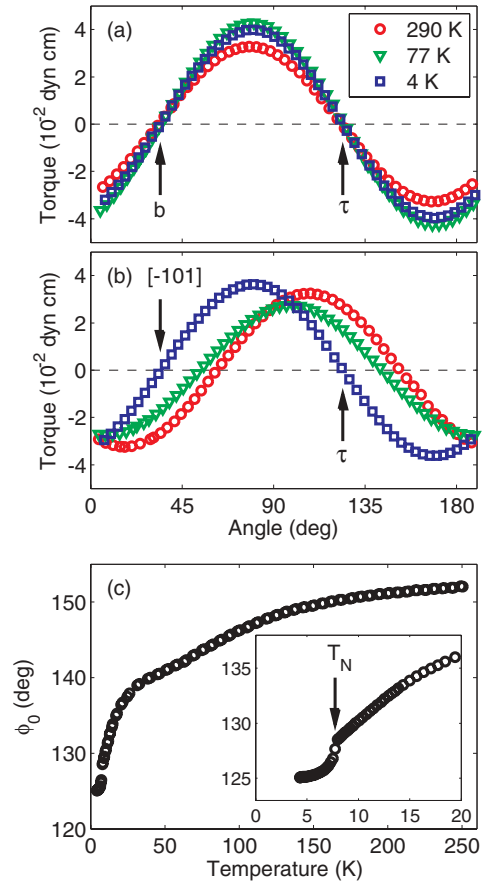 (a)
290 K
77 K
4 K
Torque (10⁻² dyn cm)
4
2
0
-2
-4
b
τ
(b)
[-101]
Torque (10⁻² dyn cm)
4
2
0
-2
-4
τ
0 45 90 135 180
Angle (deg)
(c)
ϕ₀ (deg)
150
140
130
120
T_N
135
130
125
0 5 10 15 20
0 50 100 150 200 250
Temperature (K)